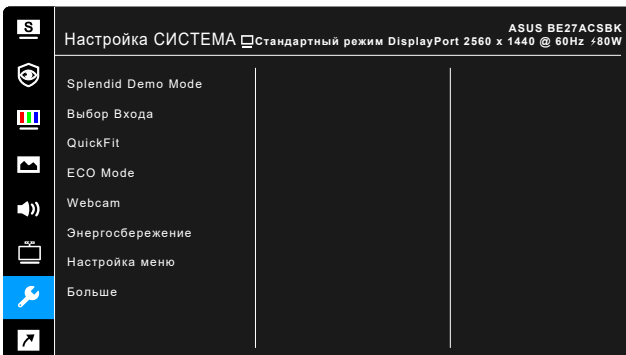 S
ASUS BE27ACSBK
Настройка СИСТЕМА Стандартный режим DisplayPort 2560 x 1440 @ 60Hz ⚡80W
Splendid Demo Mode
Выбор Входа
QuickFit
ECO Mode
Webcam
Энергосбережение
Настройка меню
Больше